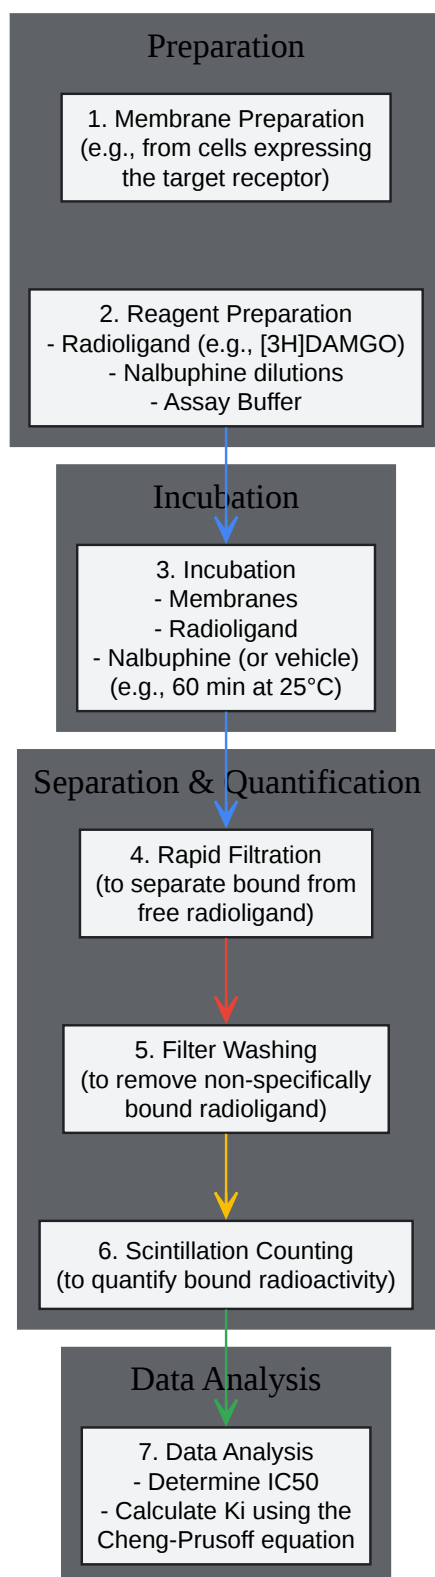 Preparation
1. Membrane Preparation
(e.g., from cells expressing
the target receptor)
2. Reagent Preparation
- Radioligand (e.g., [3H]DAMGO)
- Nalbuphine dilutions
- Assay Buffer
Incubation
3. Incubation
- Membranes
- Radioligand
- Nalbuphine (or vehicle)
(e.g., 60 min at 25°C)
Separation & Quantification
4. Rapid Filtration
(to separate bound from
free radioligand)
5. Filter Washing
(to remove non-specifically
bound radioligand)
6. Scintillation Counting
(to quantify bound radioactivity)
Data Analysis
7. Data Analysis
- Determine IC50
- Calculate Ki using the
Cheng-Prusoff equation